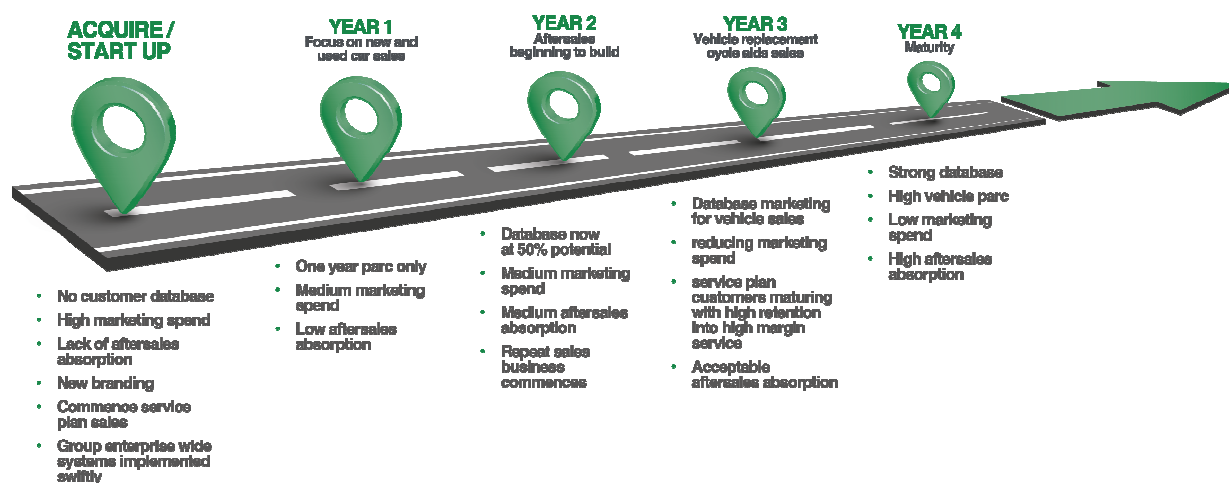 ACQUIRE /
START UP
• No customer database
• High marketing spend
• Lack of aftersales
absorption
• New branding
• Commence service
plan sales
• Group enterprise wide
systems implemented
swiftly
YEAR 1
Focus on new and
used car sales
• One year parc only
• Medium marketing
spend
• Low aftersales
absorption
YEAR 2
Aftersales
beginning to build
• Database now
at 50% potential
• Medium marketing
spend
• Medium aftersales
absorption
• Repeat sales
business
commences
YEAR 3
Vehicle replacement
cycle aids sales
• Database marketing
for vehicle sales
• reducing marketing
spend
• service plan
customers maturing
with high retention
into high margin
service
• Acceptable
aftersales absorption
YEAR 4
Maturity
• Strong database
• High vehicle parc
• Low marketing
spend
• High aftersales
absorption